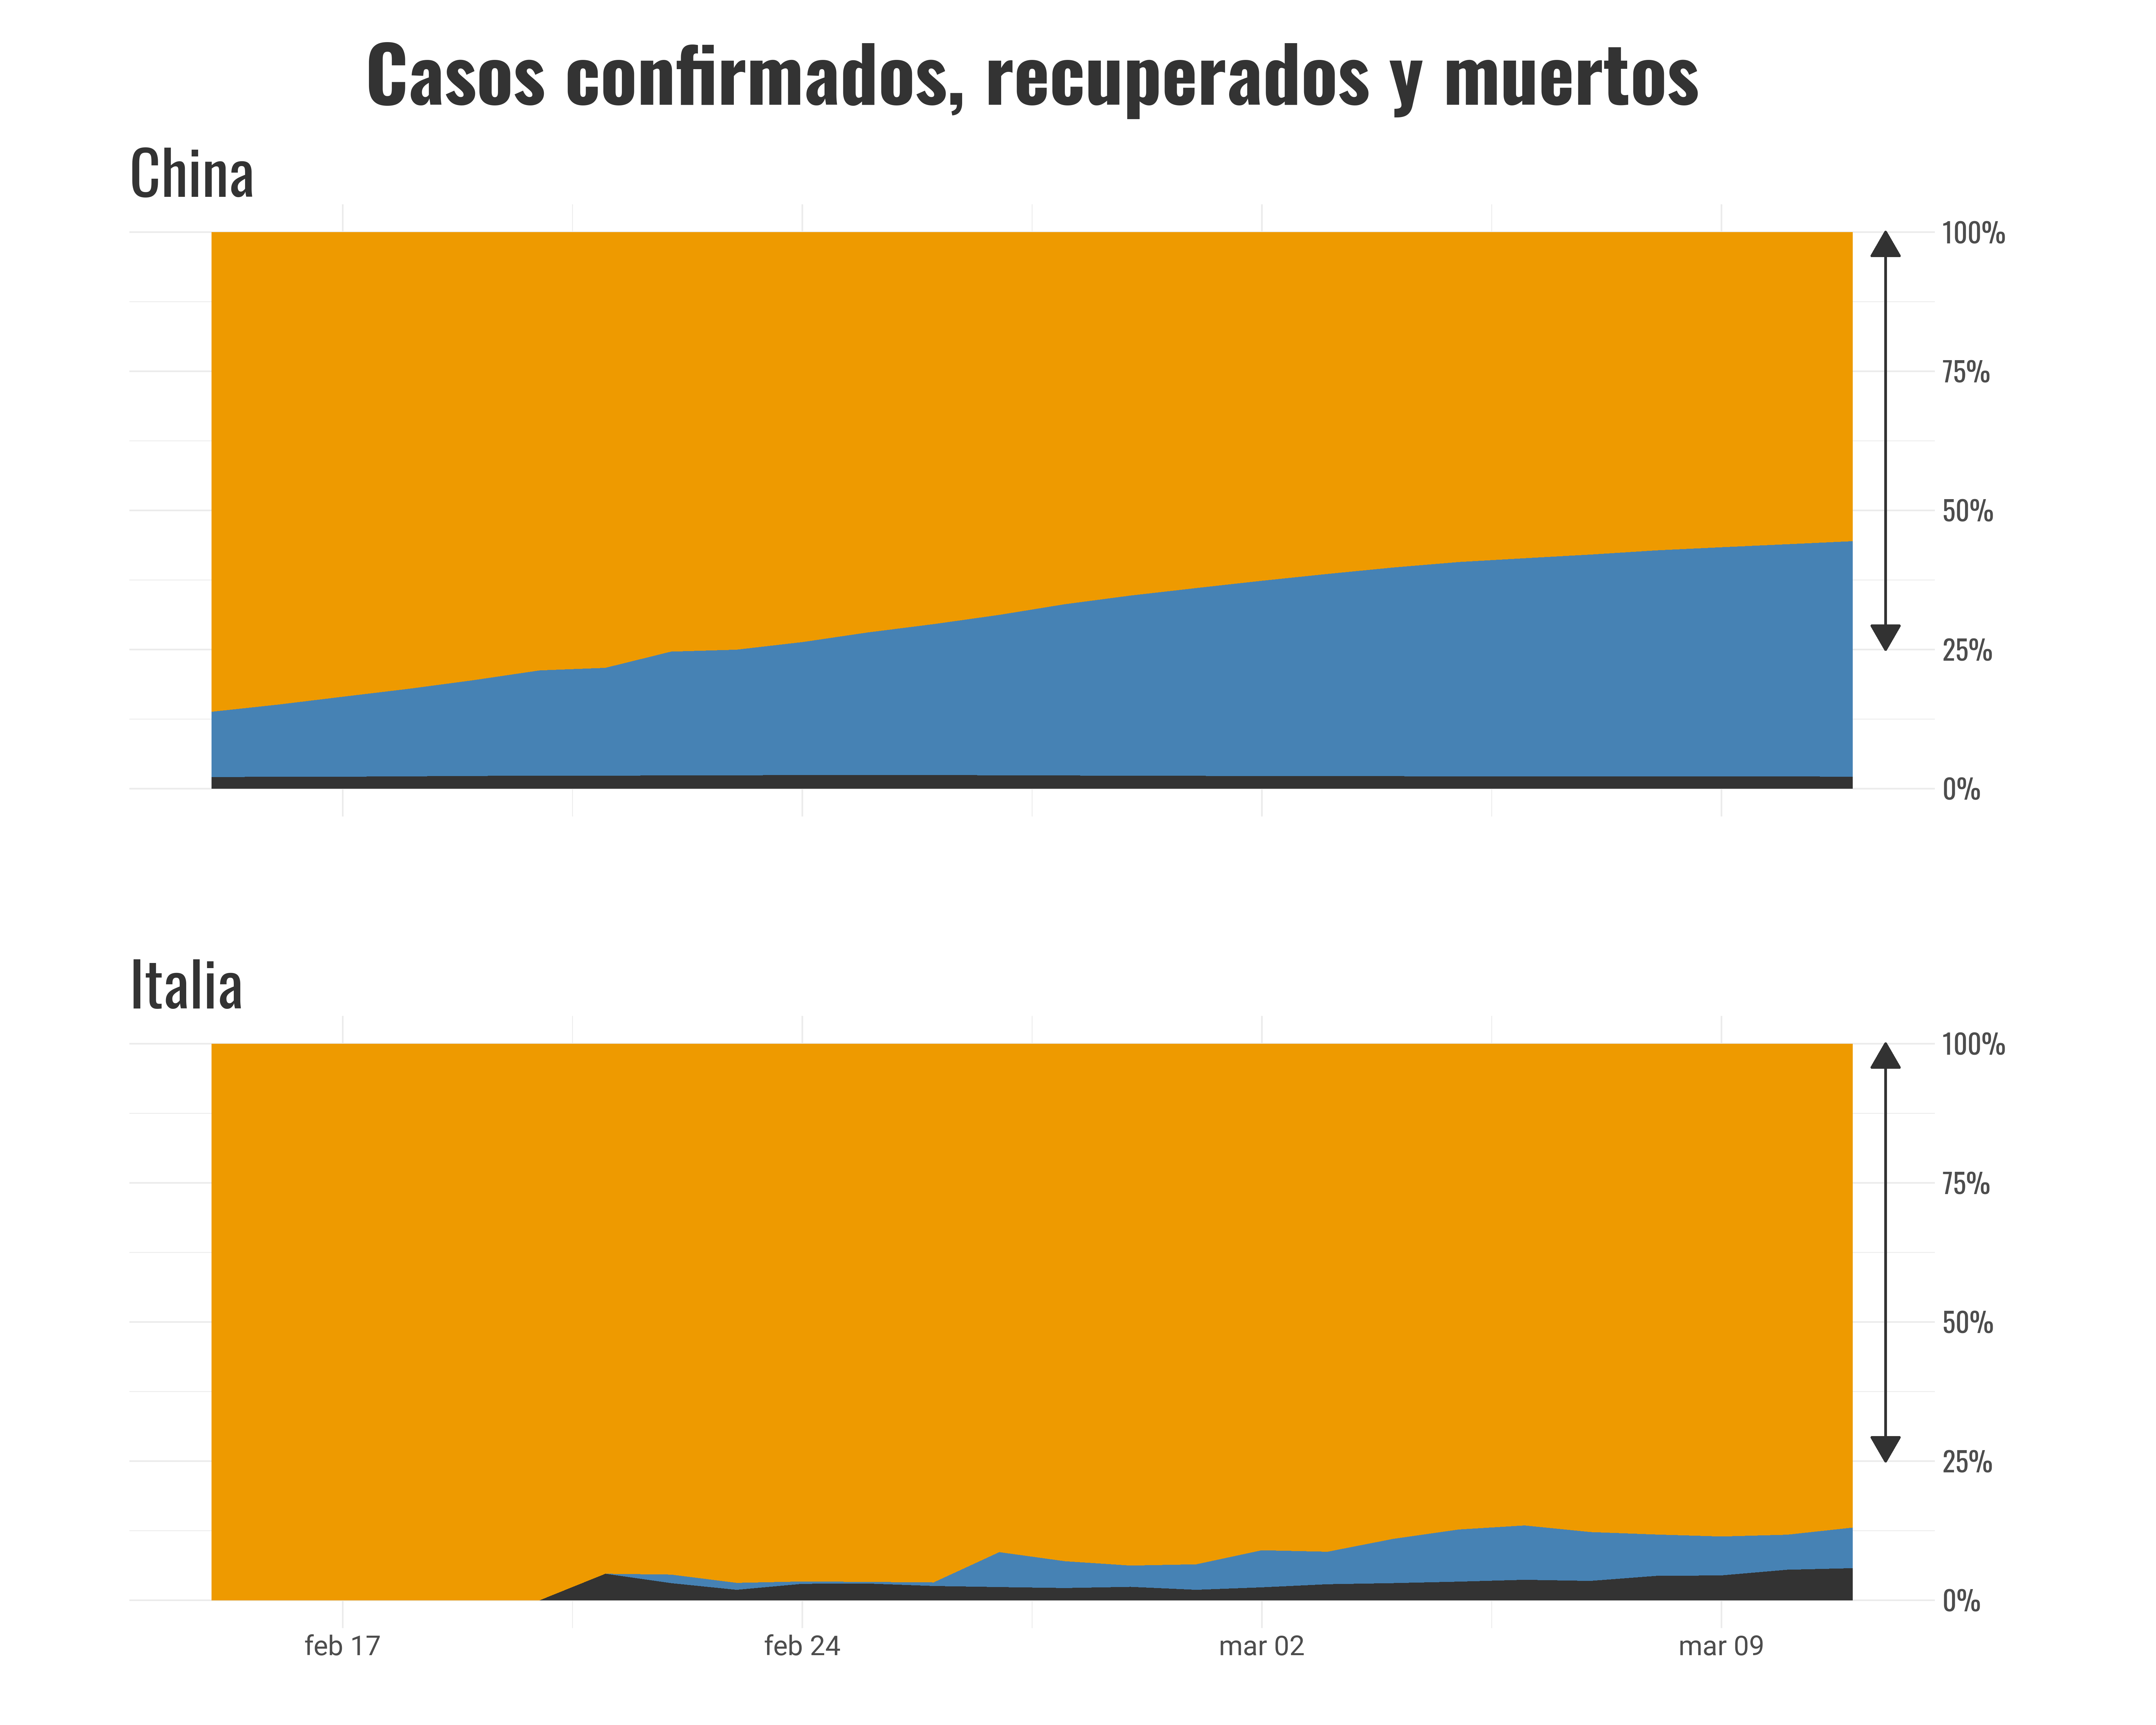 Casos confirmados, recuperados y muertos
China
100%
75%
50%
25%
0%
Italia
100%
75%
50%
25%
0%
feb 17 feb 24 mar 02 mar 09